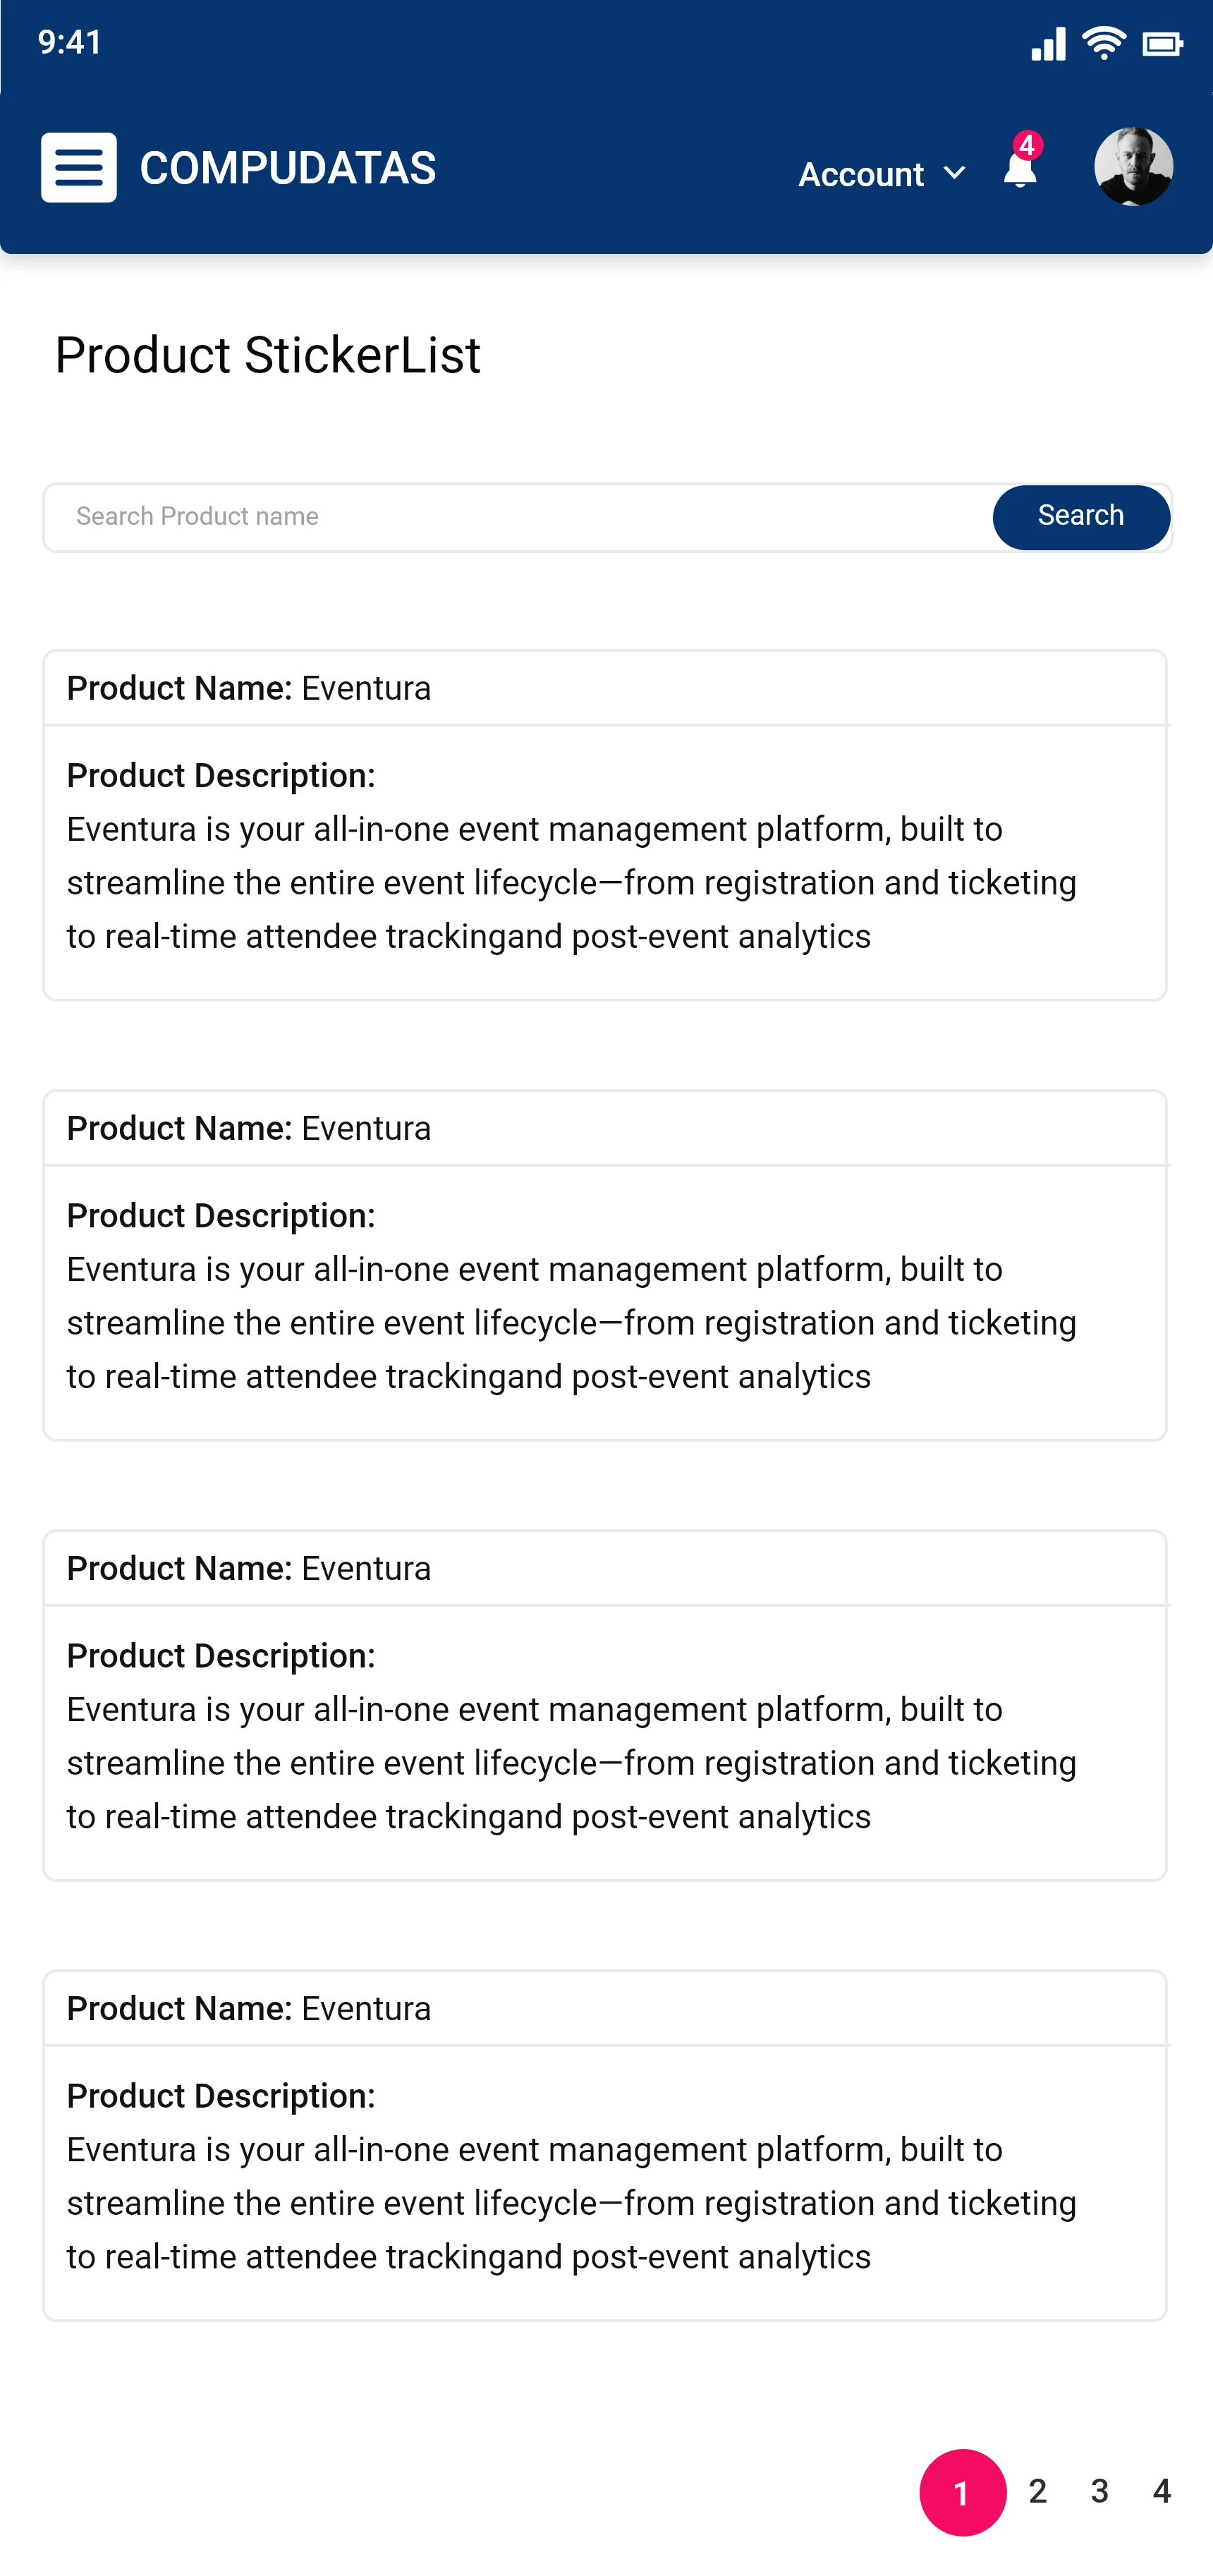 9:41
COMPUDATAS
Account
4
Product StickerList
Search Product name
Search
Product Name: Eventura
Product Description:
Eventura is your all-in-one event management platform, built to
streamline the entire event lifecycle—from registration and ticketing
to real-time attendee trackingand post-event analytics
Product Name: Eventura
Product Description:
Eventura is your all-in-one event management platform, built to
streamline the entire event lifecycle—from registration and ticketing
to real-time attendee trackingand post-event analytics
Product Name: Eventura
Product Description:
Eventura is your all-in-one event management platform, built to
streamline the entire event lifecycle—from registration and ticketing
to real-time attendee trackingand post-event analytics
Product Name: Eventura
Product Description:
Eventura is your all-in-one event management platform, built to
streamline the entire event lifecycle—from registration and ticketing
to real-time attendee trackingand post-event analytics
1 2 3 4